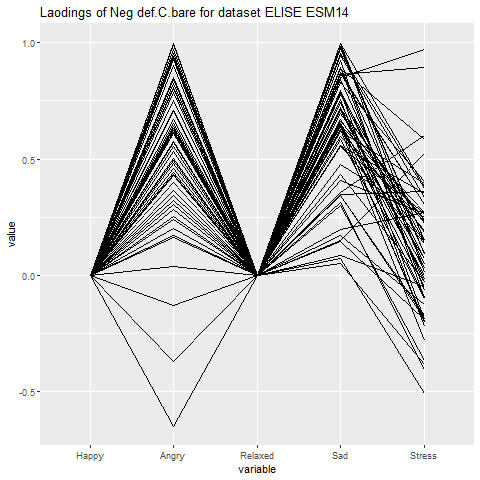 Laodings of Neg def.C.bare for dataset ELISE ESM14
1.0
0.5
0.0
-0.5
value
Happy Angry Relaxed Sad Stress
variable